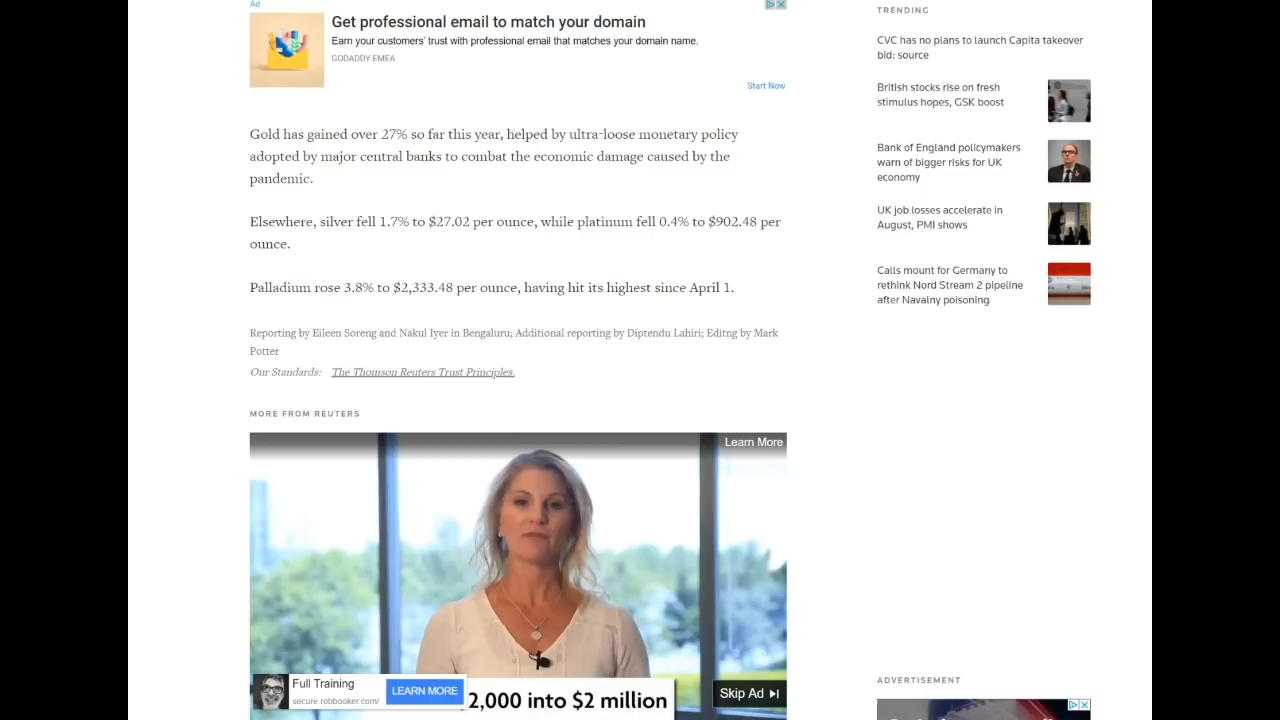 Ad
Get professional email to match your domain
Earn your customers' trust with professional email that matches your domain name.
GODADDY EMEA
Start Now
Gold has gained over 27% so far this year, helped by ultra-loose monetary policy
adopted by major central banks to combat the economic damage caused by the
pandemic.
Elsewhere, silver fell 1.7% to $27.02 per ounce, while platinum fell 0.4% to $902.48 per
ounce.
Palladium rose 3.8% to $2,333.48 per ounce, having hit its highest since April 1.
Reporting by Eileen Soreng and Nakul Iyer in Bengaluru; Additional reporting by Diptendu Lahiri; Editng by Mark
Potter
Our Standards: The Thomson Reuters Trust Principles.
MORE FROM REUTERS
Learn More
Full Training
secure.robbooker.com/
LEARN MORE
2,000 into $2 million
Skip Ad
TRENDING
CVC has no plans to launch Capita takeover
bid: source
British stocks rise on fresh
stimulus hopes, GSK boost
Bank of England policymakers
warn of bigger risks for UK
economy
UK job losses accelerate in
August, PMI shows
Calls mount for Germany to
rethink Nord Stream 2 pipeline
after Navalny poisoning
ADVERTISEMENT